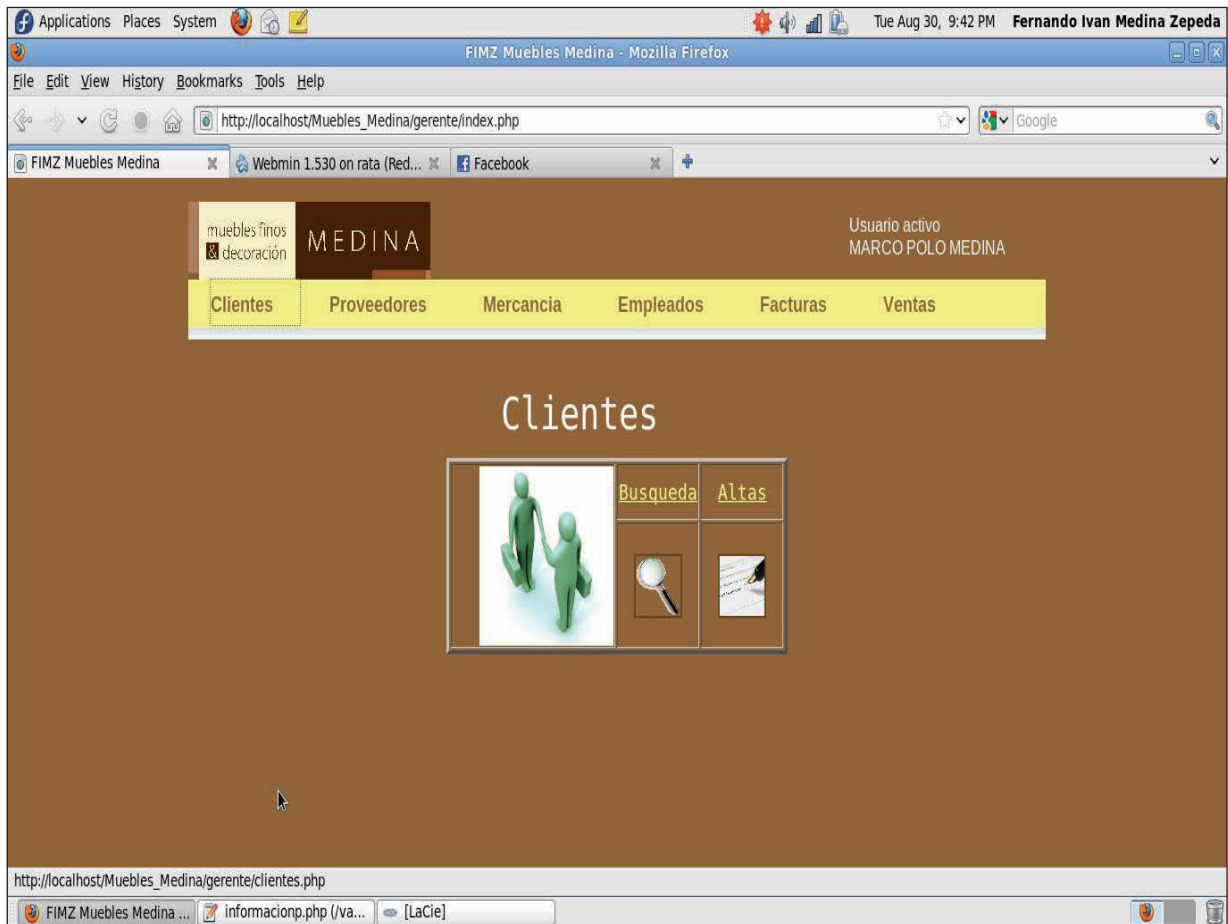 Applications Places System Tue Aug 30, 9:42 PM Fernando Ivan Medina Zepeda
FIMZ Muebles Medina - Mozilla Firefox
File Edit View History Bookmarks Tools Help
http://localhost/Muebles_Medina/gerente/index.php Google
FIMZ Muebles Medina Webmin 1.530 on rata (Red... Facebook
muebles finos
& decoración
MEDINA
Usuario activo
MARCO POLO MEDINA
Clientes Proveedores Mercancia Empleados Facturas Ventas
Clientes
Busqueda Altas
http://localhost/Muebles_Medina/gerente/clientes.php
FIMZ Muebles Medina ... informacionp.php (/va... [LaCie]